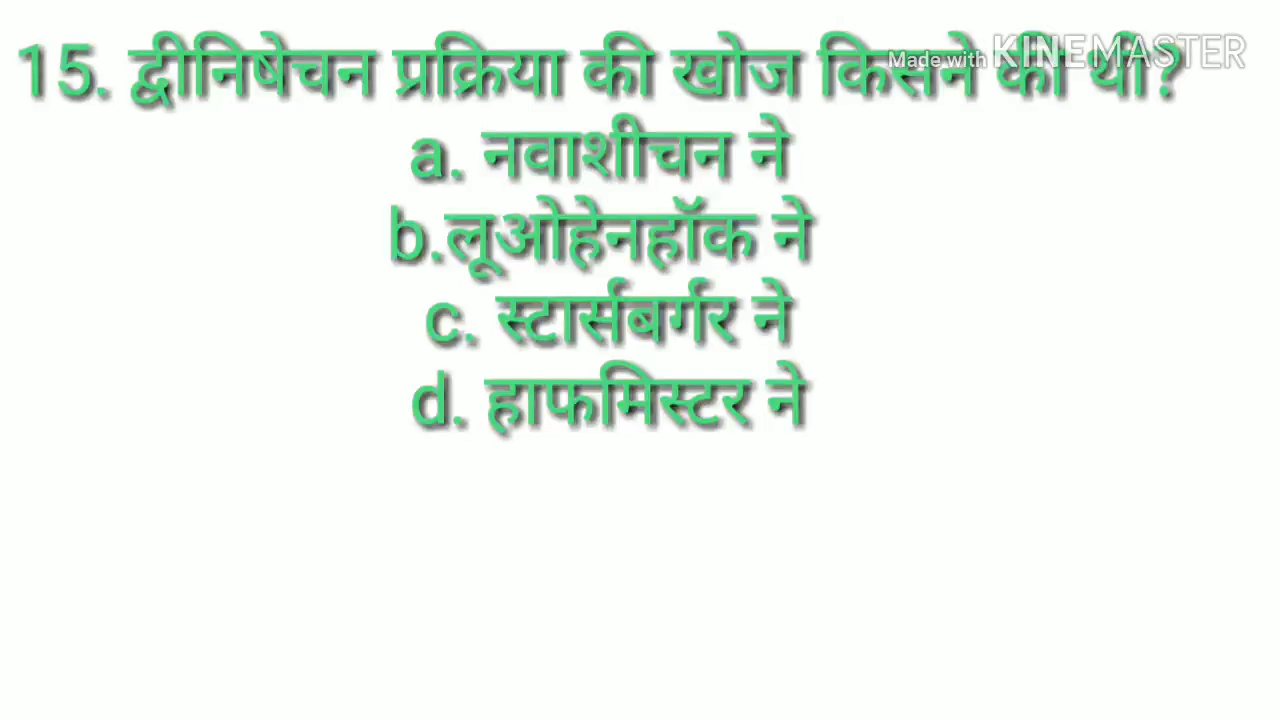 15. द्वीनिषेचन प्रक्रिया की खोज किसने की थी?
Made with KINEMASTER
a. नवाशीचन ने
b.लूओहेनहॉक ने
c. स्टार्सबर्गर ने
d. हाफमिस्टर ने